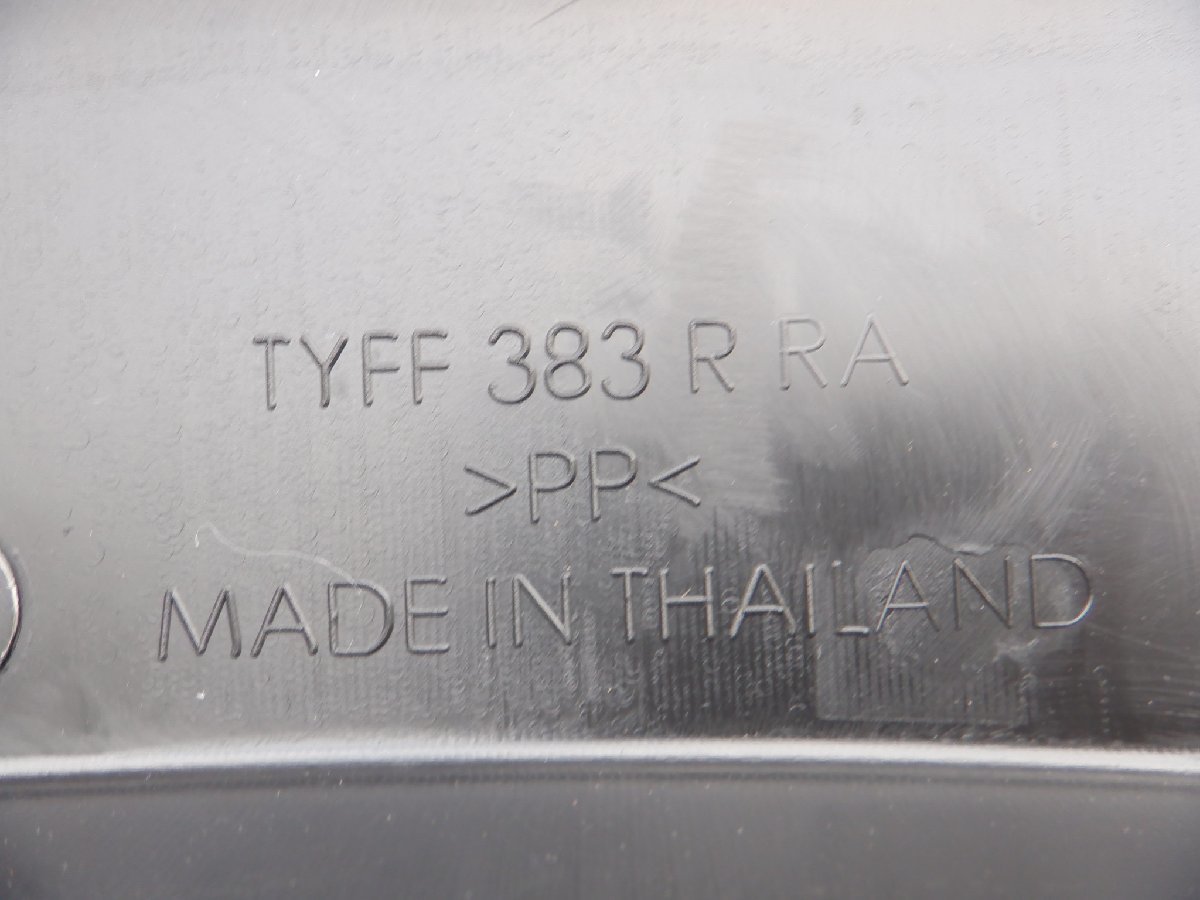 TYFF 383 R RA
>PP<
MADE IN THAILAND